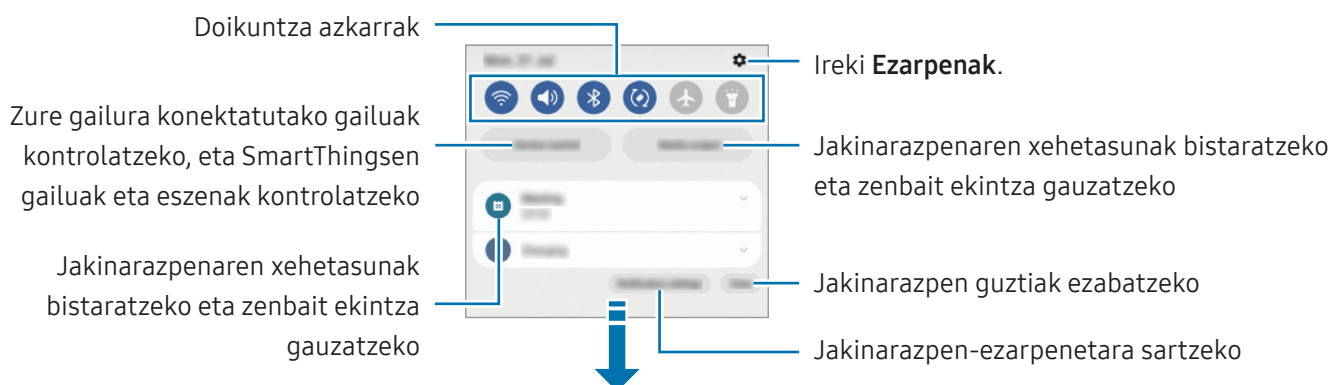 Doikuntza azkarrak
Ireki Ezarpenak.
Zure gailura konektatutako gailuak
kontrolatzeko, eta SmartThingsen
gailuak eta eszenak kontrolatzeko
Jakinarazpenaren xehetasunak bistaratzeko
eta zenbait ekintza gauzatzeko
Jakinarazpenaren xehetasunak
bistaratzeko eta zenbait ekintza
gauzatzeko
Jakinarazpen guztiak ezabatzeko
Jakinarazpen-ezarpenetara sartzeko